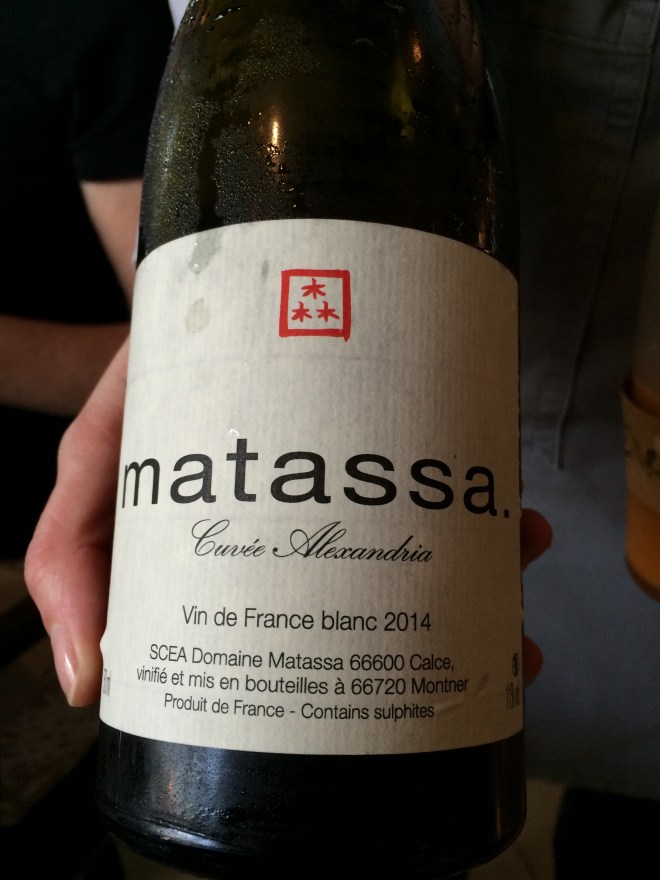 森
matassa.
Cuvée Alexandria
Vin de France blanc 2014
SCEA Domaine Matassa 66600 Calce,
vinifié et mis en bouteilles à 66720 Montner
Produit de France - Contains sulphites